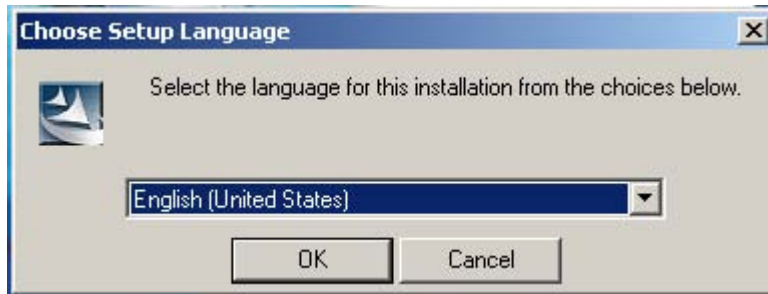 Choose Setup Language
Select the language for this installation from the choices below.
English (United States)
OK
Cancel